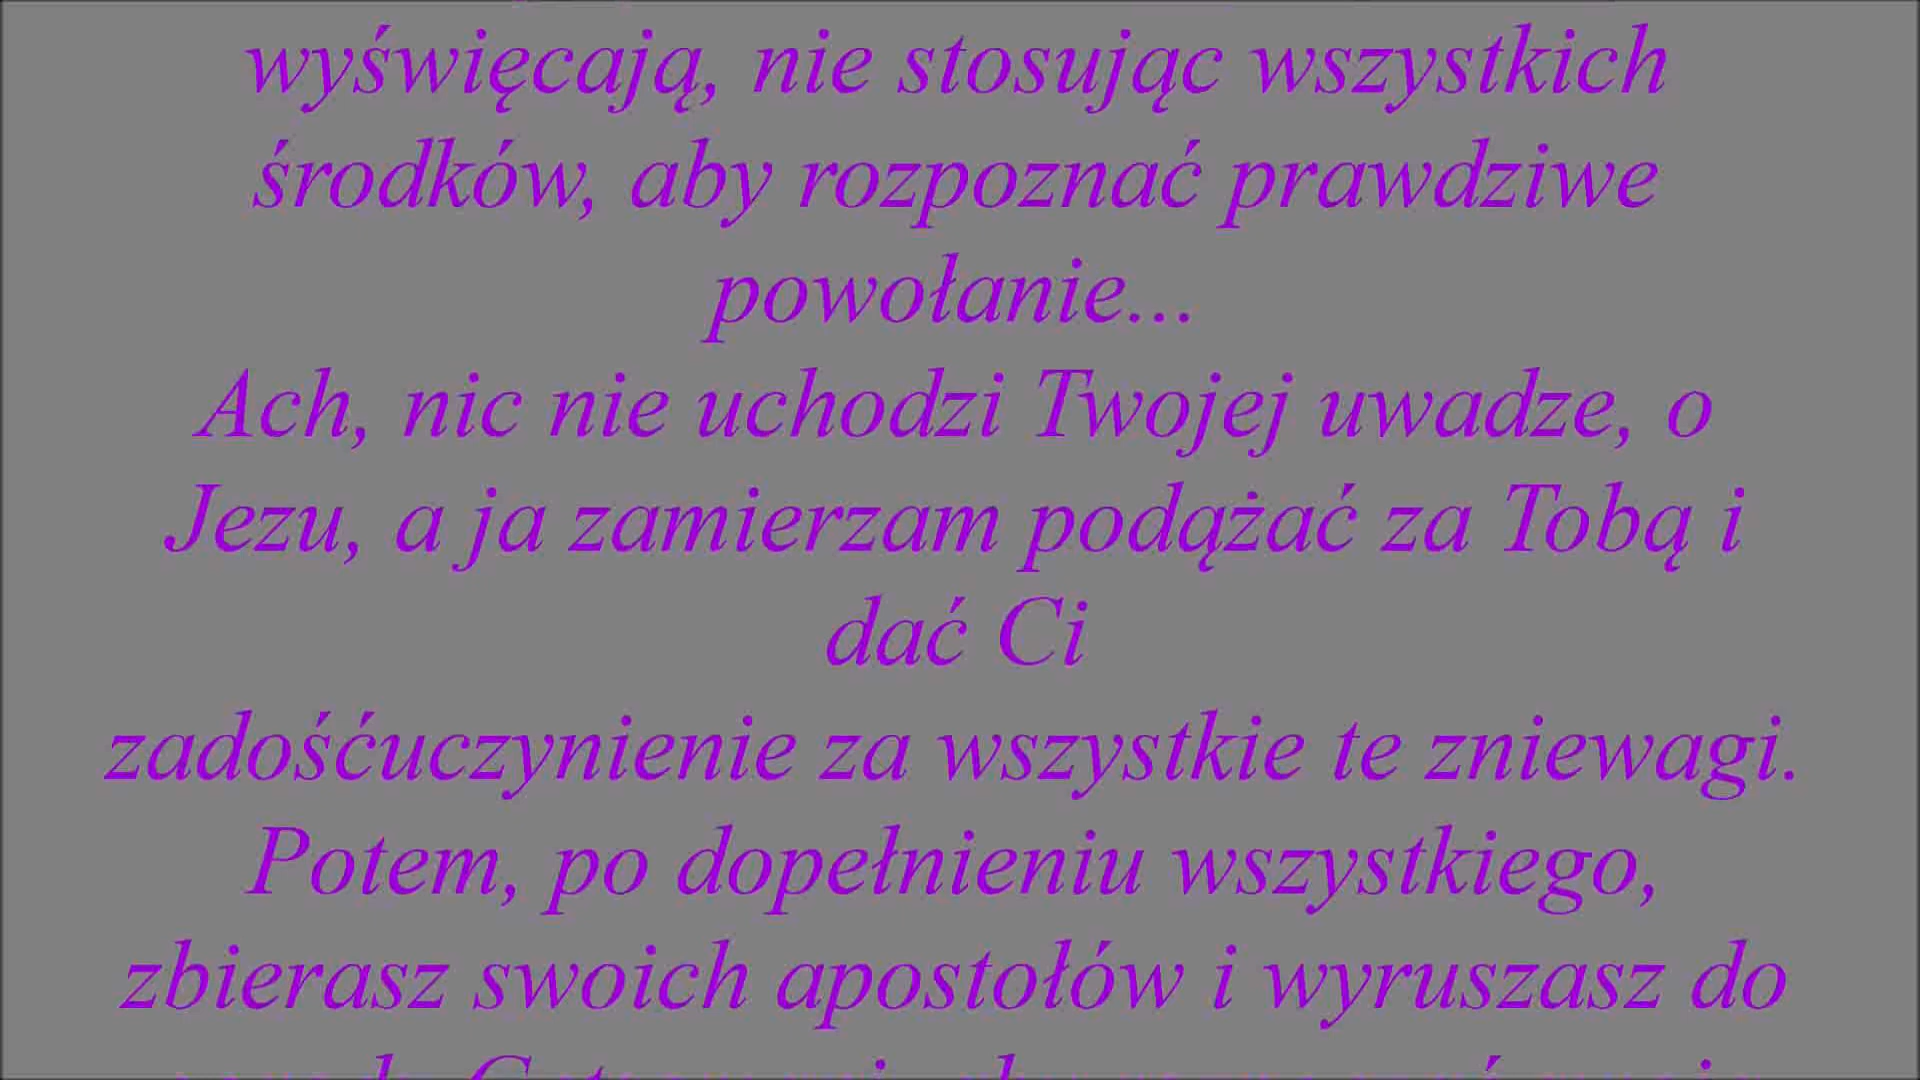 wyświęcają, nie stosując wszystkich
środków, aby rozpoznać prawdziwe
powołanie...
Ach, nic nie uchodzi Twojej uwadze, o
Jezu, a ja zamierzam podążać za Tobą i
dać Ci
zadośćuczynienie za wszystkie te zniewagi.
Potem, po dopełnieniu wszystkiego,
zbierasz swoich apostołów i wyruszasz do